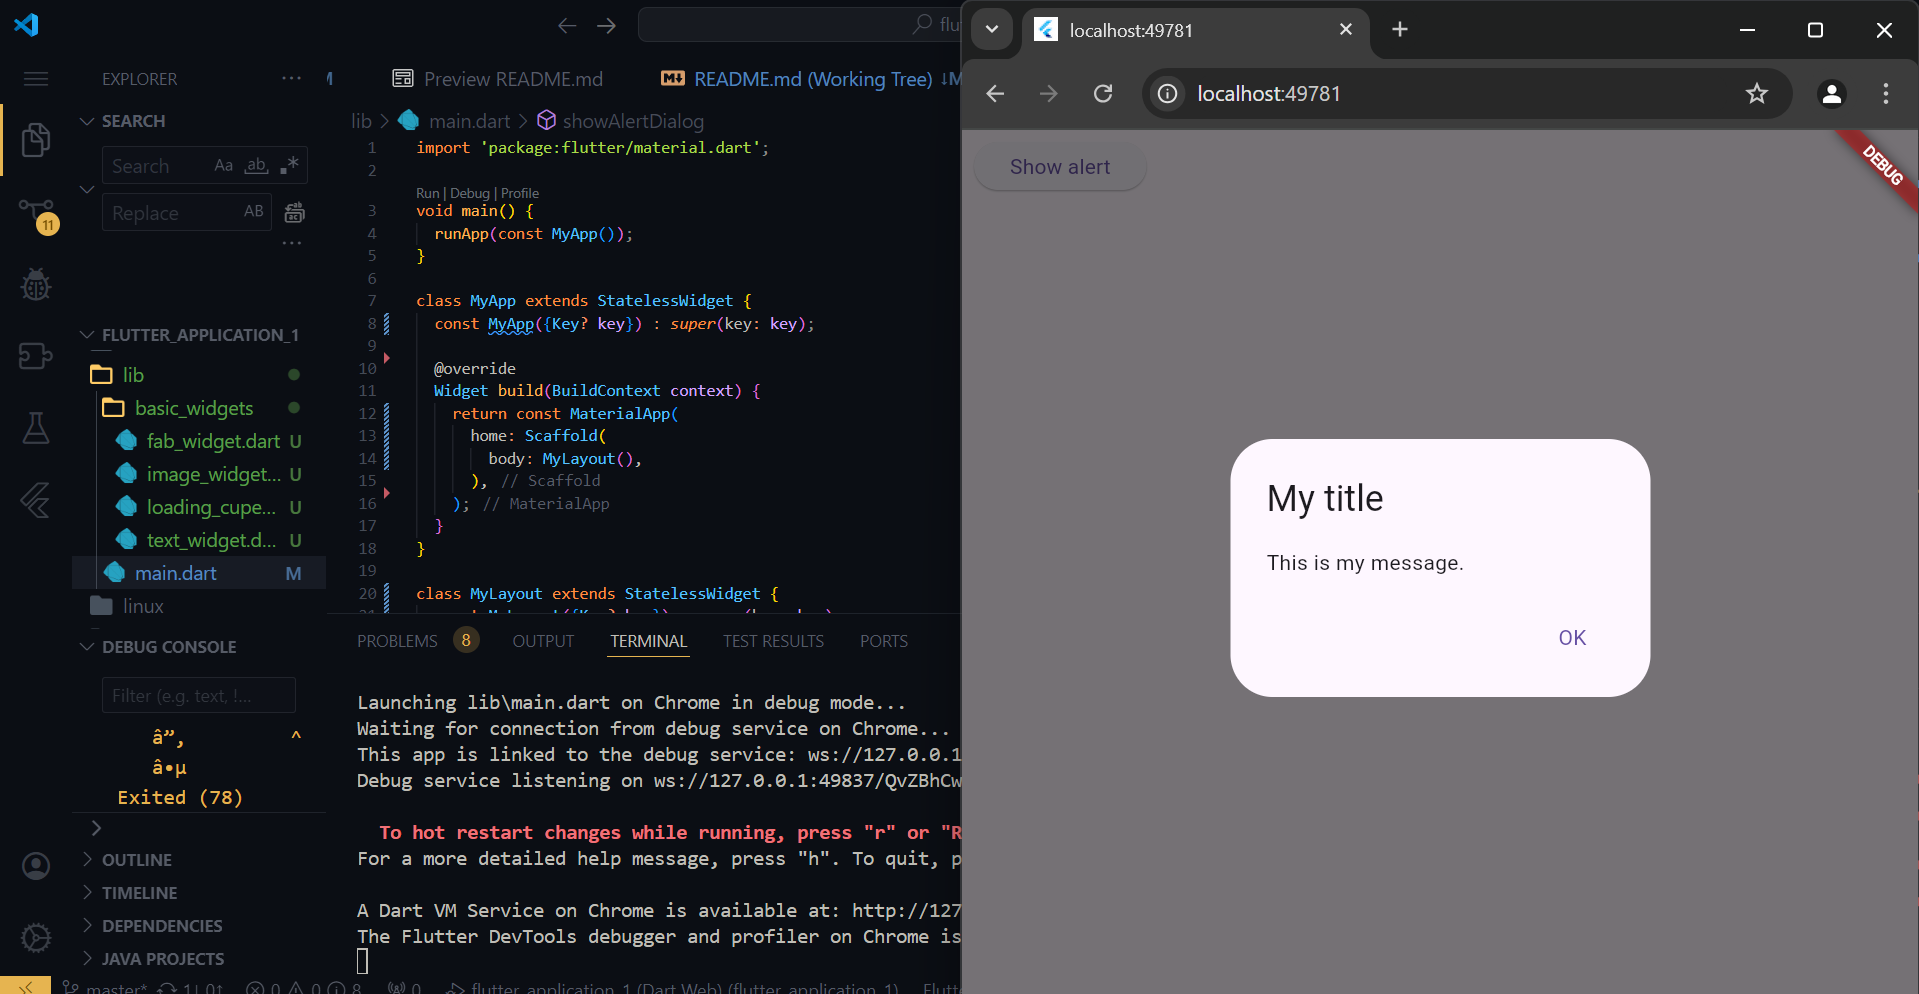 flu
EXPLORER
SEARCH
Search Aa ab
Replace AB
11
FLUTTER_APPLICATION_1
lib
basic_widgets
fab_widget.dart U
image_widget... U
loading_cupe... U
text_widget.d... U
main.dart M
linux
DEBUG CONSOLE
Filter (e.g. text, !...
â”‚ ^
â•µ
Exited (78)
OUTLINE
TIMELINE
DEPENDENCIES
JAVA PROJECTS
M Preview README.md README.md (Working Tree) ↓M
lib > main.dart > showAlertDialog
1 import 'package:flutter/material.dart';
2
Run | Debug | Profile
3 void main() {
4 runApp(const MyApp());
5 }
6
7 class MyApp extends StatelessWidget {
8 const MyApp({Key? key}) : super(key: key);
9
10 @override
11 Widget build(BuildContext context) {
12 return const MaterialApp(
13 home: Scaffold(
14 body: MyLayout(),
15 ), // Scaffold
16 ); // MaterialApp
17 }
18 }
19
20 class MyLayout extends StatelessWidget {
PROBLEMS 8 OUTPUT TERMINAL TEST RESULTS PORTS
Launching lib\main.dart on Chrome in debug mode...
Waiting for connection from debug service on Chrome...
This app is linked to the debug service: ws://127.0.0.1
Debug service listening on ws://127.0.0.1:49837/QvZBhCw
To hot restart changes while running, press "r" or "R
For a more detailed help message, press "h". To quit, p
A Dart VM Service on Chrome is available at: http://127
The Flutter DevTools debugger and profiler on Chrome is
master* 1↓ 0↑ 0 0 8 0 flutter_application_1 (Dart Web) (flutter_application_1) Flutt
localhost:49781
localhost:49781
Show alert
DEBUG
My title
This is my message.
OK